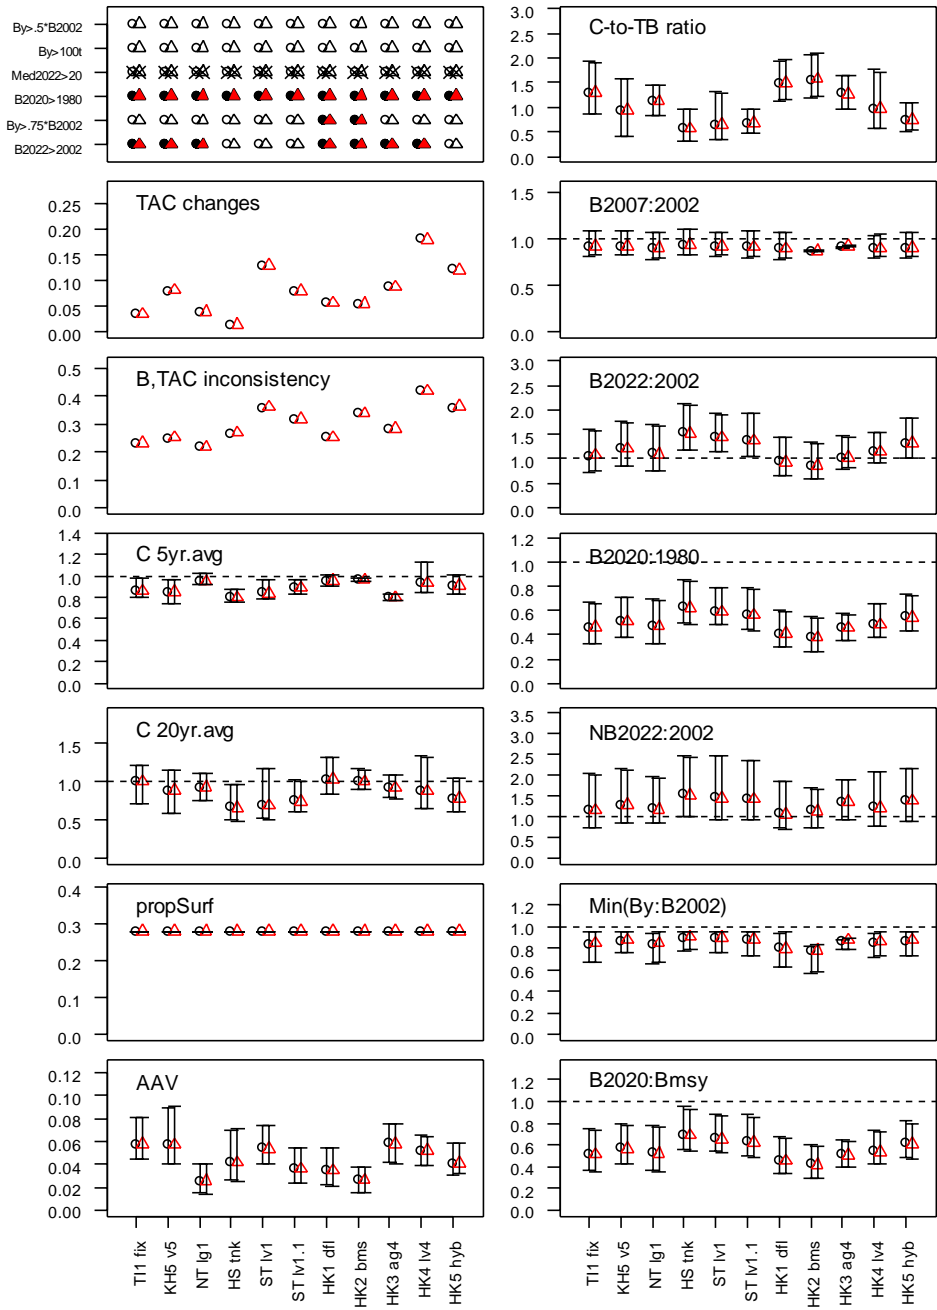 By>.5*B2002
By>100t
Med2022>20
B2020>1980
By>.75*B2002
B2022>2002
C-to-TB ratio
3.0
2.5
2.0
1.5
1.0
0.5
0.0
TAC changes
0.25
0.20
0.15
0.10
0.05
0.00
B2007:2002
1.5
1.0
0.5
0.0
B,TAC inconsistency
0.5
0.4
0.3
0.2
0.1
0.0
B2022:2002
3.0
2.5
2.0
1.5
1.0
0.5
0.0
C 5yr.avg
1.4
1.2
1.0
0.8
0.6
0.4
0.2
0.0
B2020:1980
1.0
0.8
0.6
0.4
0.2
0.0
C 20yr.avg
1.5
1.0
0.5
0.0
NB2022:2002
3.5
3.0
2.5
2.0
1.5
1.0
0.5
0.0
propSurf
0.4
0.3
0.2
0.1
0.0
Min(By:B2002)
1.2
1.0
0.8
0.6
0.4
0.2
0.0
AAV
0.12
0.10
0.08
0.06
0.04
0.02
0.00
B2020:Bmsy
1.2
1.0
0.8
0.6
0.4
0.2
0.0
TI1 fix
KH5 v5
NT lg1
HS tnk
ST lv1
ST lv1.1
HK1 dfl
HK2 bms
HK3 ag4
HK4 lv4
HK5 hyb
TI1 fix
KH5 v5
NT lg1
HS tnk
ST lv1
ST lv1.1
HK1 dfl
HK2 bms
HK3 ag4
HK4 lv4
HK5 hyb